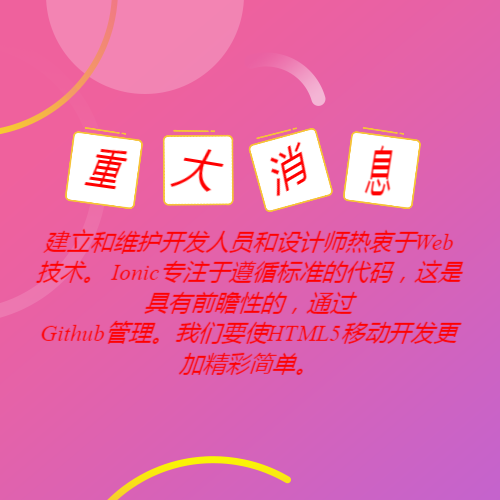 重大消息
建立和维护开发人员和设计师热衷于Web
技术。 Ionic专注于遵循标准的代码，这是
具有前瞻性的，通过
Github管理。我们要使HTML5移动开发更
加精彩简单。